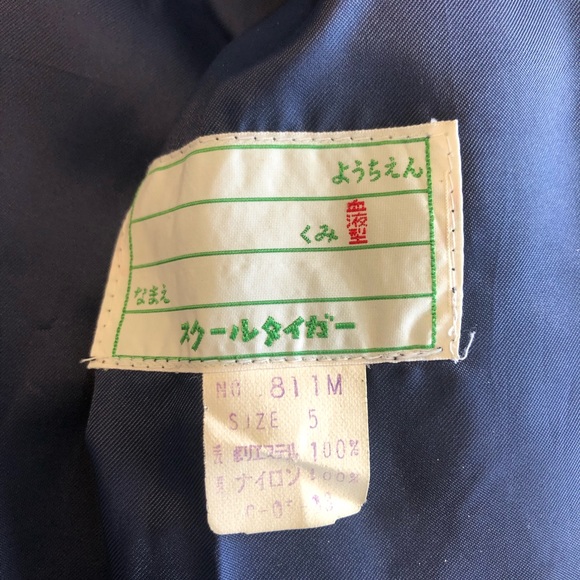 ようちえん
くみ 血液型
なまえ
スクールタイガー
NO. 811M
SIZE 5
ポリエステル 100%
ナイロン 100%